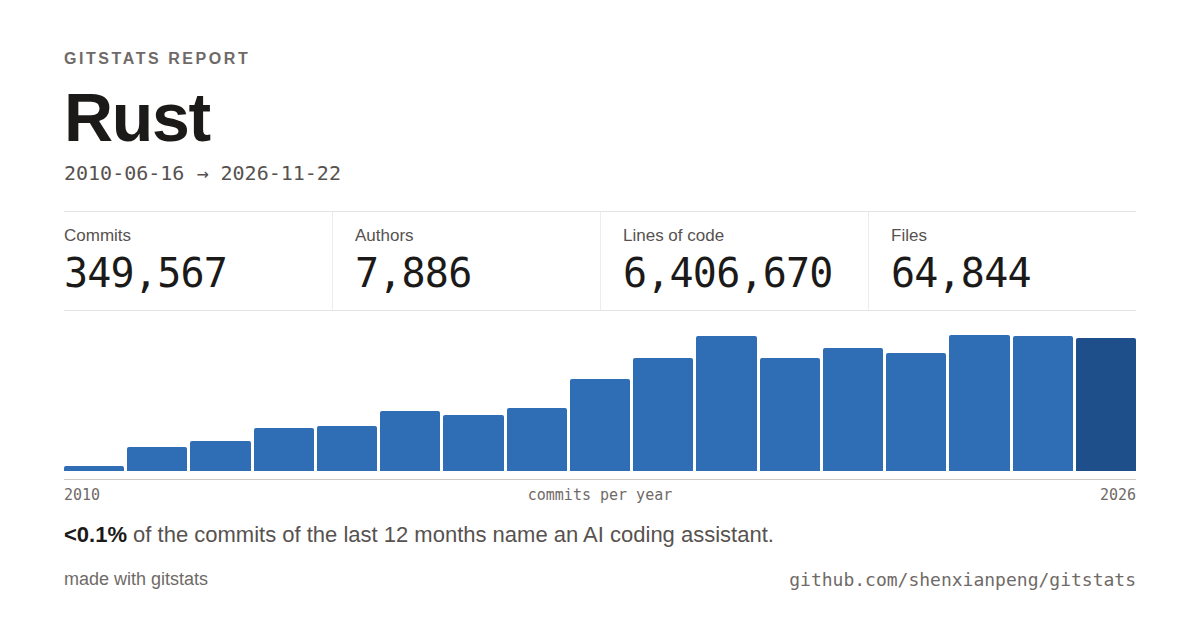 GITSTATS REPORT
Rust
2010-06-16 → 2026-11-22
Commits
349,567
Authors
7,886
Lines of code
6,406,670
Files
64,844
2010
commits per year
2026
<0.1% of the commits of the last 12 months name an AI coding assistant.
made with gitstats
github.com/shenxianpeng/gitstats